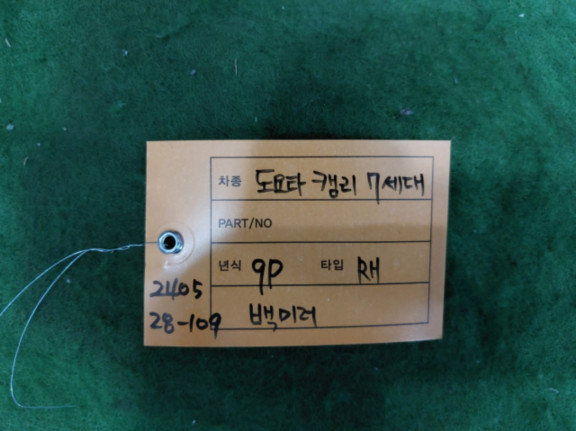 차종 도요타 캠리 7세대
PART/NO
년식 9P 타입 RH
백미러
2405
28-109